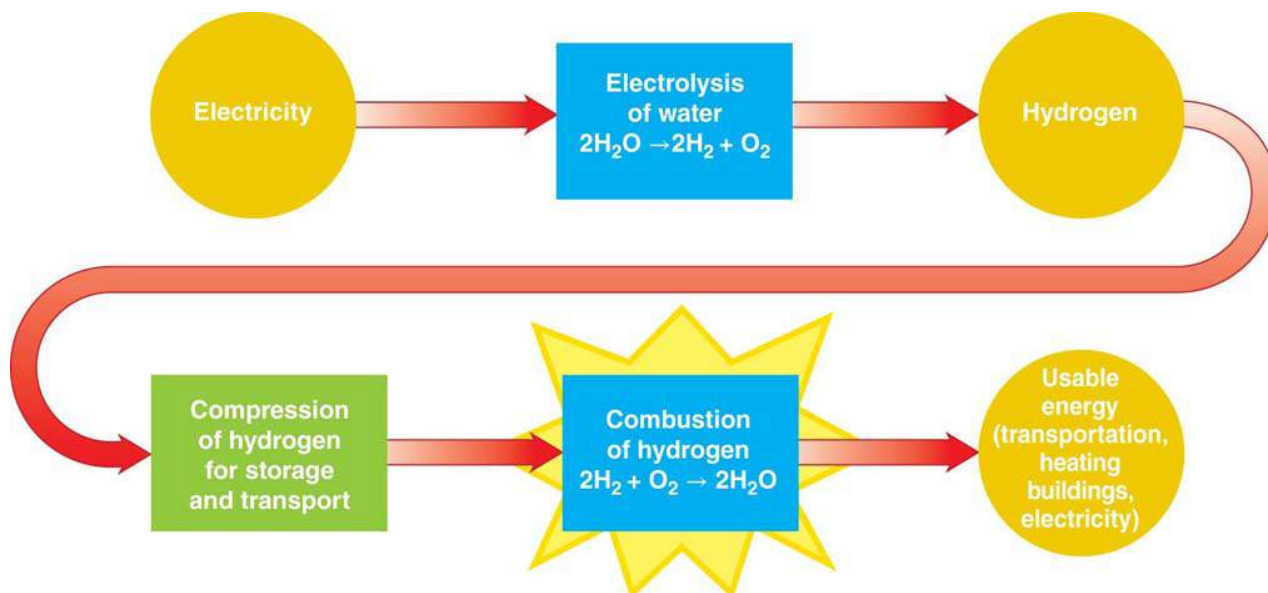 Electricity
Electrolysis
of water
2H₂O →2H₂ + O₂
Hydrogen
Compression
of hydrogen
for storage
and transport
Combustion
of hydrogen
2H₂ + O₂ → 2H₂O
Usable
energy
(transportation,
heating
buildings,
electricity)